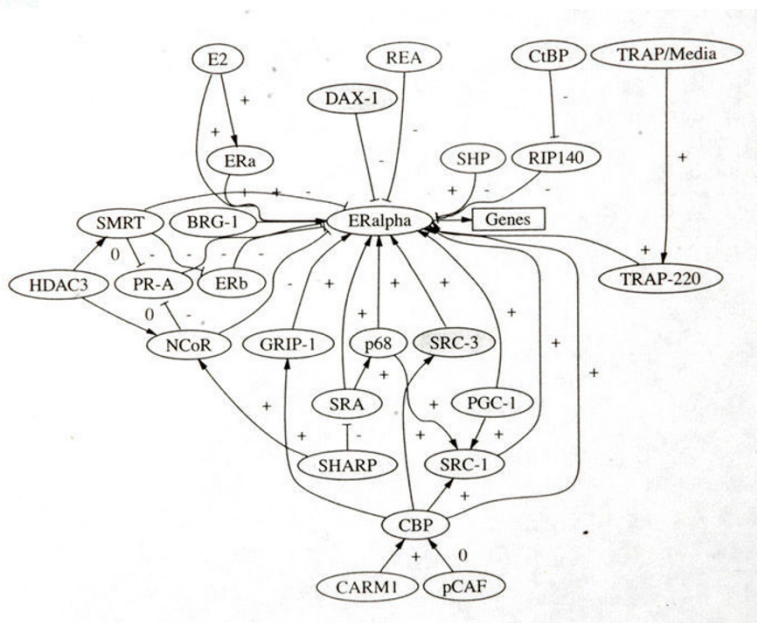 E2
REA
CtBP
TRAP/Media
DAX-1
+
-
+
-
-
+
ERa
SHP
RIP140
+
+
-
+
-
-
SMRT
BRG-1
ERalpha
Genes
0
-
-
-
-
+
HDAC3
PR-A
ERb
TRAP-220
-
+
+
+
0
-
+
+
NCoR
GRIP-1
p68
SRC-3
+
+
+
SRA
PGC-1
+
+
+
-
+
+
SHARP
SRC-1
+
CBP
+
0
CARM1
pCAF